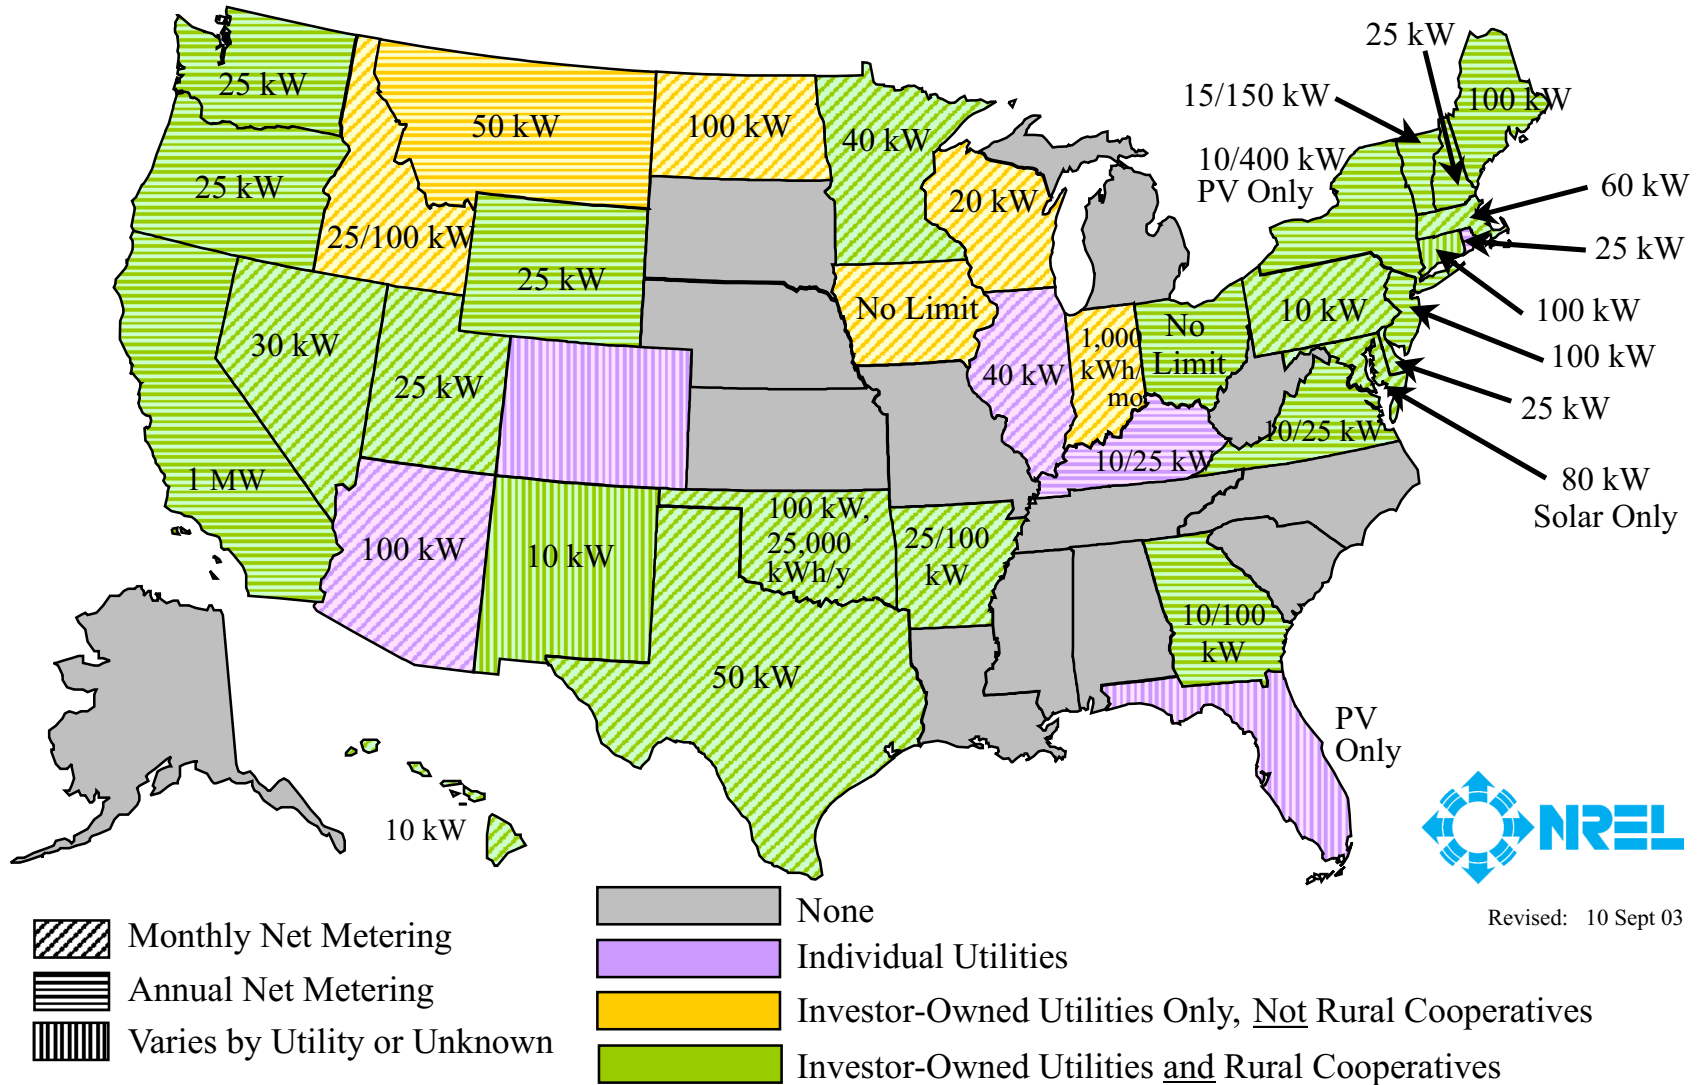 25 kW
15/150 kW
100 kW
25 kW
50 kW
100 kW
40 kW
10/400 kW
PV Only
60 kW
25 kW
20 kW
25/100 kW
25 kW
25 kW
No Limit
10 kW
100 kW
30 kW
1,000
kWh/
mo
No
Limit
100 kW
25 kW
40 kW
25 kW
10/25 kW
10/25 kW
1 MW
80 kW
Solar Only
100 kW
10 kW
100 kW,
25,000
kWh/y
25/100
kW
10/100
kW
50 kW
PV
Only
10 kW
NREL
Revised: 10 Sept 03
Monthly Net Metering
Annual Net Metering
Varies by Utility or Unknown
None
Individual Utilities
Investor-Owned Utilities Only, Not Rural Cooperatives
Investor-Owned Utilities and Rural Cooperatives